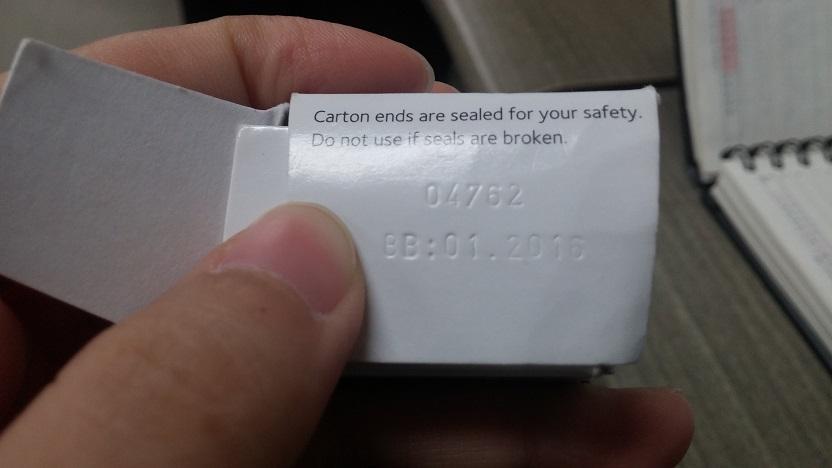 Carton ends are sealed for your safety.
Do not use if seals are broken.
04762
BB:01.2016